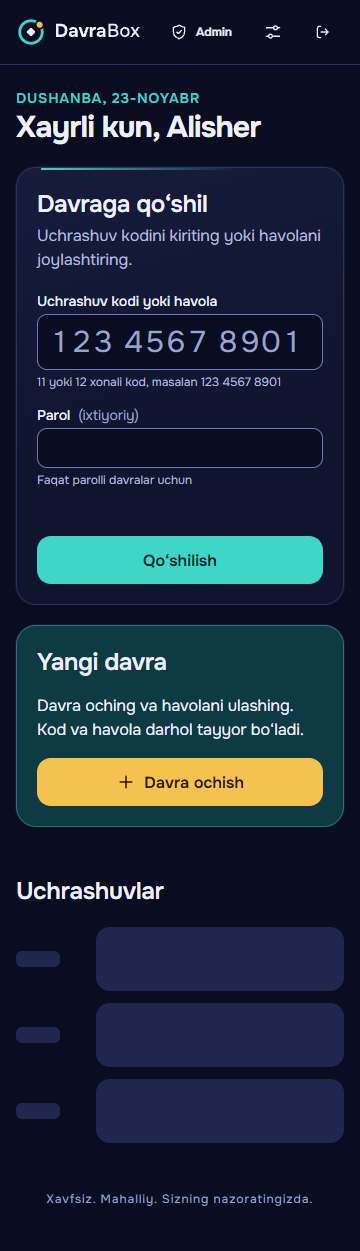 DavraBox
Admin
DUSHANBA, 23-NOYABR
Xayrli kun, Alisher
Davraga qo‘shil
Uchrashuv kodini kiriting yoki havolani
joylashtiring.
Uchrashuv kodi yoki havola
123 4567 8901
11 yoki 12 xonali kod, masalan 123 4567 8901
Parol (ixtiyoriy)
Faqat parolli davralar uchun
Qo‘shilish
Yangi davra
Davra oching va havolani ulashing.
Kod va havola darhol tayyor bo‘ladi.
Davra ochish
Uchrashuvlar
Xavfsiz. Mahalliy. Sizning nazoratingizda.